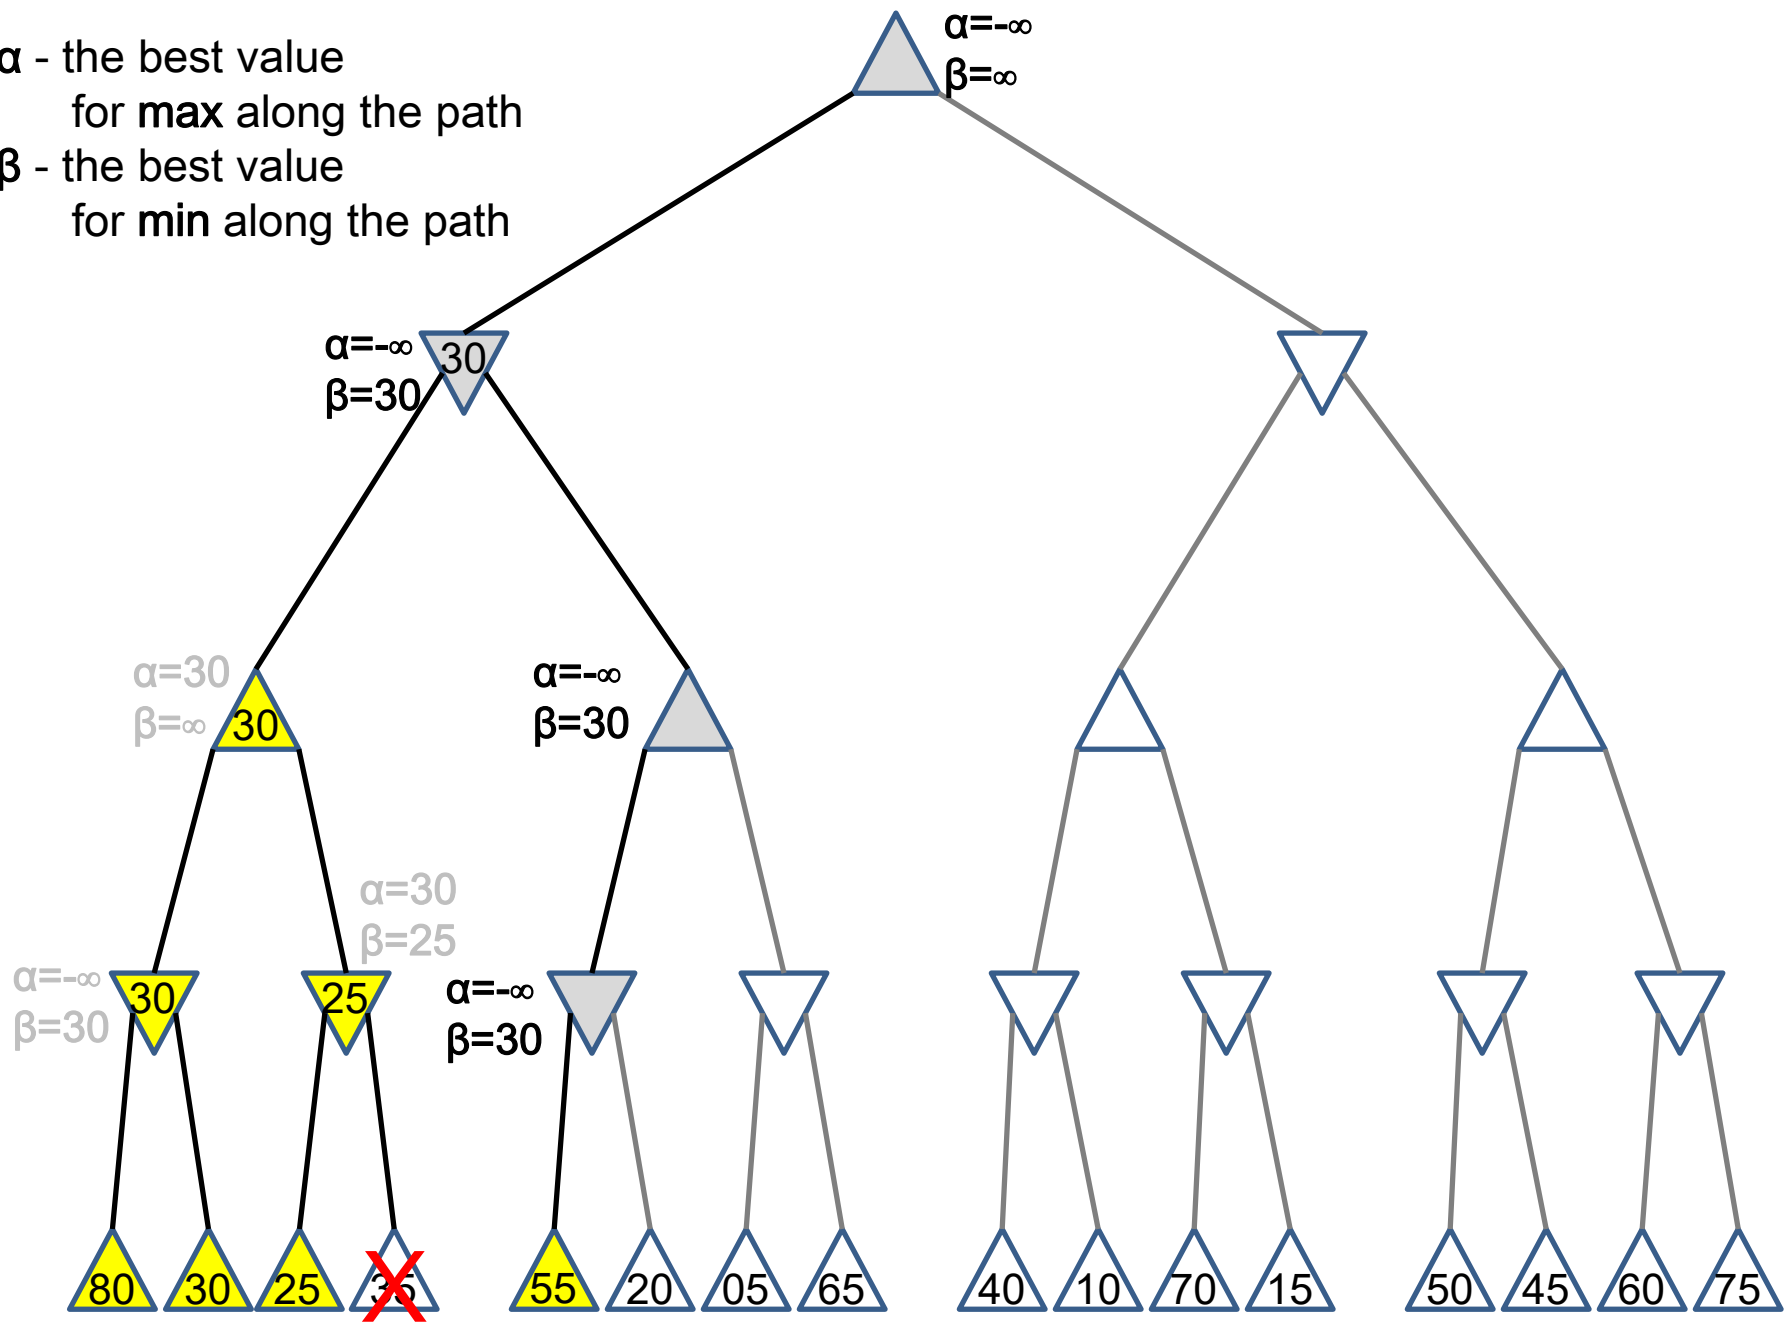 α - the best value
for max along the path
β - the best value
for min along the path
α=-∞
β=∞
α=-∞
β=30
30
α=30
β=∞
30
α=-∞
β=30
α=30
β=25
α=-∞
β=30
30
25
α=-∞
β=30
80 30 25 35 55 20 05 65 40 10 70 15 50 45 60 75